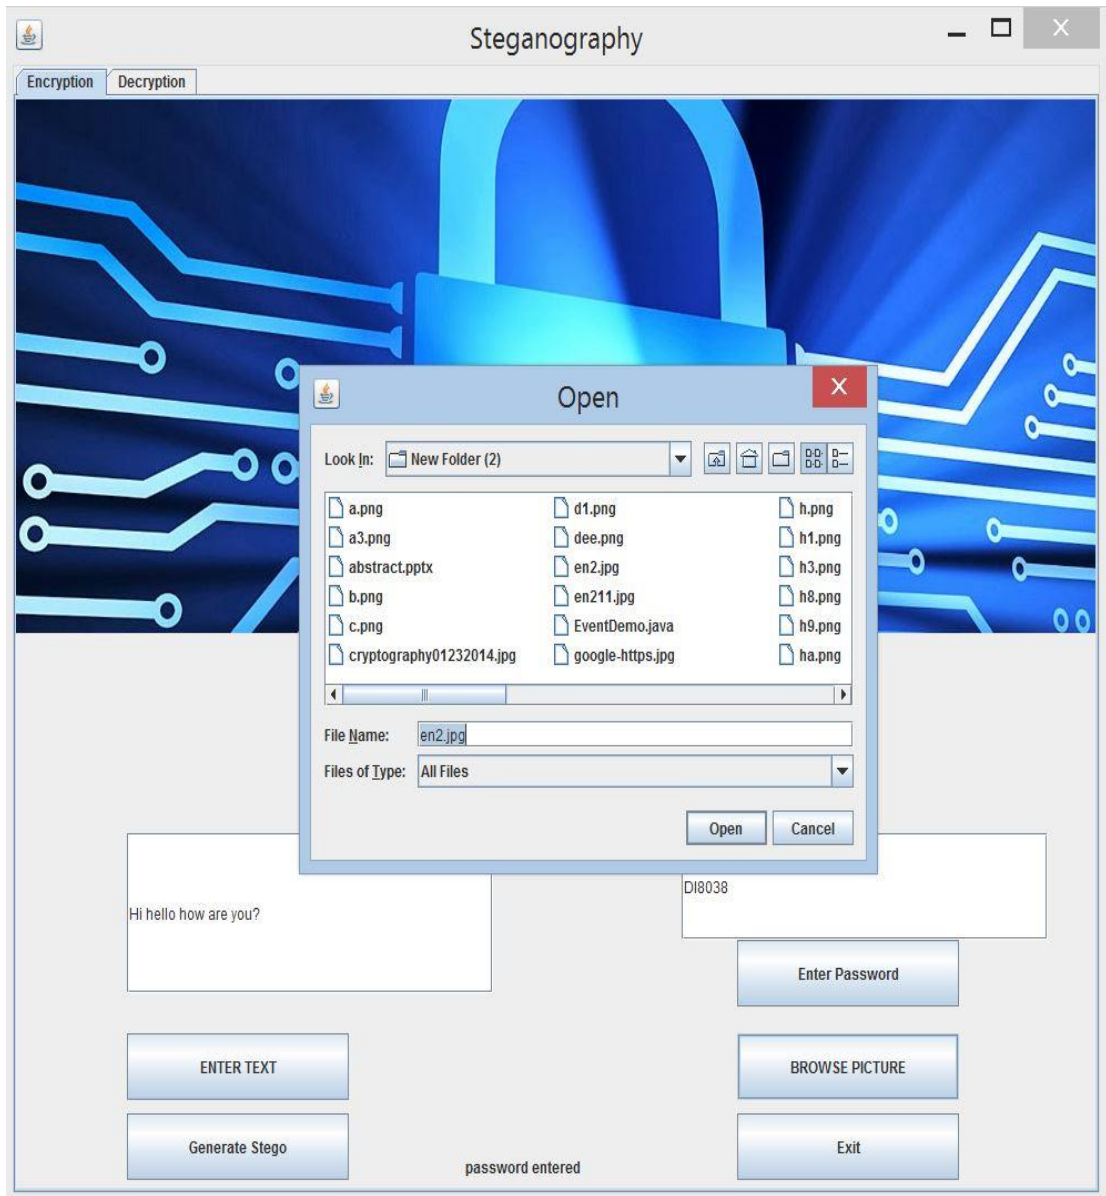 Steganography
Encryption Decryption
Open
Look In: New Folder (2)
a.png d1.png h.png
a3.png dee.png h1.png
abstract.pptx en2.jpg h3.png
b.png en211.jpg h8.png
c.png EventDemo.java h9.png
cryptography01232014.jpg google-https.jpg ha.png
File Name: en2.jpg
Files of Type: All Files
Open Cancel
DI8038
Hi hello how are you?
Enter Password
ENTER TEXT BROWSE PICTURE
Generate Stego Exit
password entered